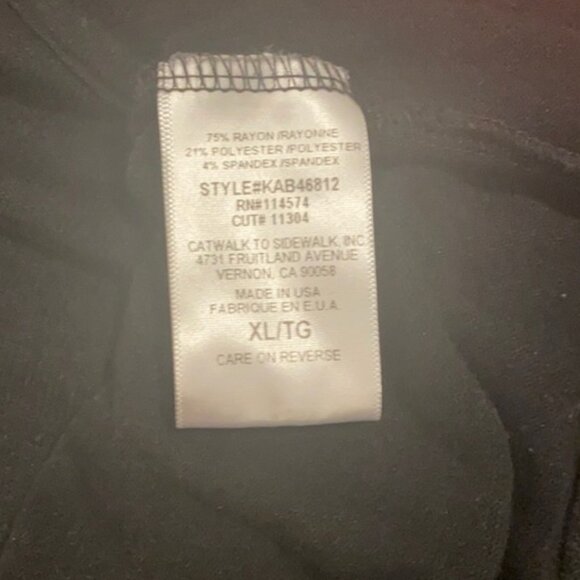 75% RAYON /RAYONNE
21% POLYESTER /POLYESTER
4% SPANDEX /SPANDEX
STYLE#KAB46812
RN#114574
CUT# 11304
CATWALK TO SIDEWALK, INC.
4731 FRUITLAND AVENUE
VERNON, CA 90058
MADE IN USA
FABRIQUE EN E.U.A.
XL/TG
CARE ON REVERSE